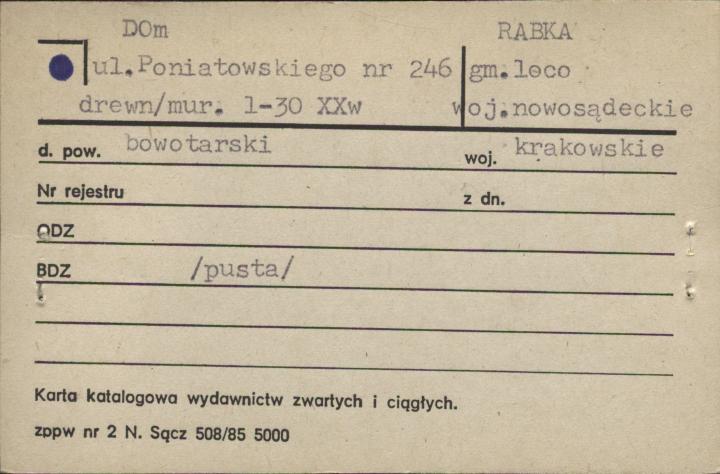 DOm RABKA
ul.Poniatowskiego nr 246 gm.loco
drewn/mur. 1-30 XXw woj.nowosądeckie
d. pow. bowotarski woj. krakowskie
Nr rejestru z dn.
ODZ
BDZ /pusta/
Karta katalogowa wydawnictw zwartych i ciągłych.
zppw nr 2 N. Sącz 508/85 5000